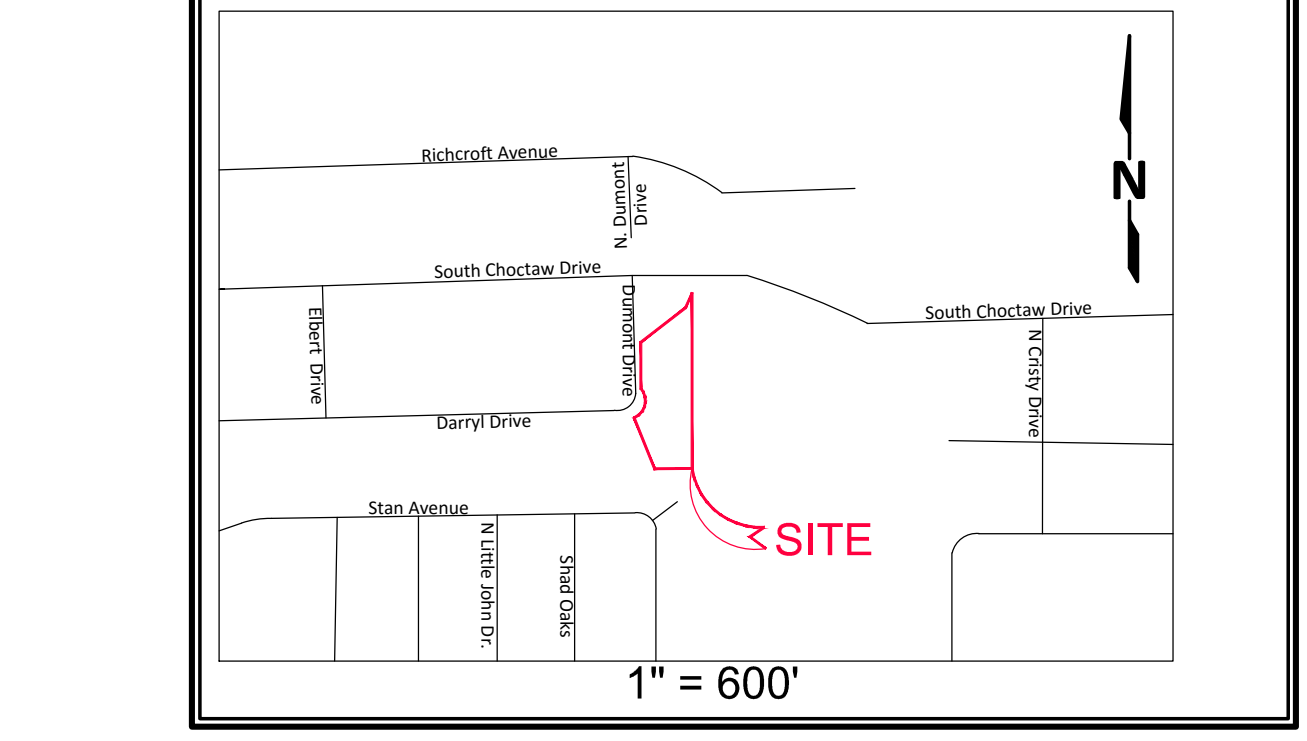 Richcroft Avenue
N. Dumont
Drive
N
South Choctaw Drive
Elbert Drive
Dumont Drive
South Choctaw Drive
N Cristy Drive
Darryl Drive
Stan Avenue
N Little John Dr.
Shad Oaks
SITE
1" = 600'